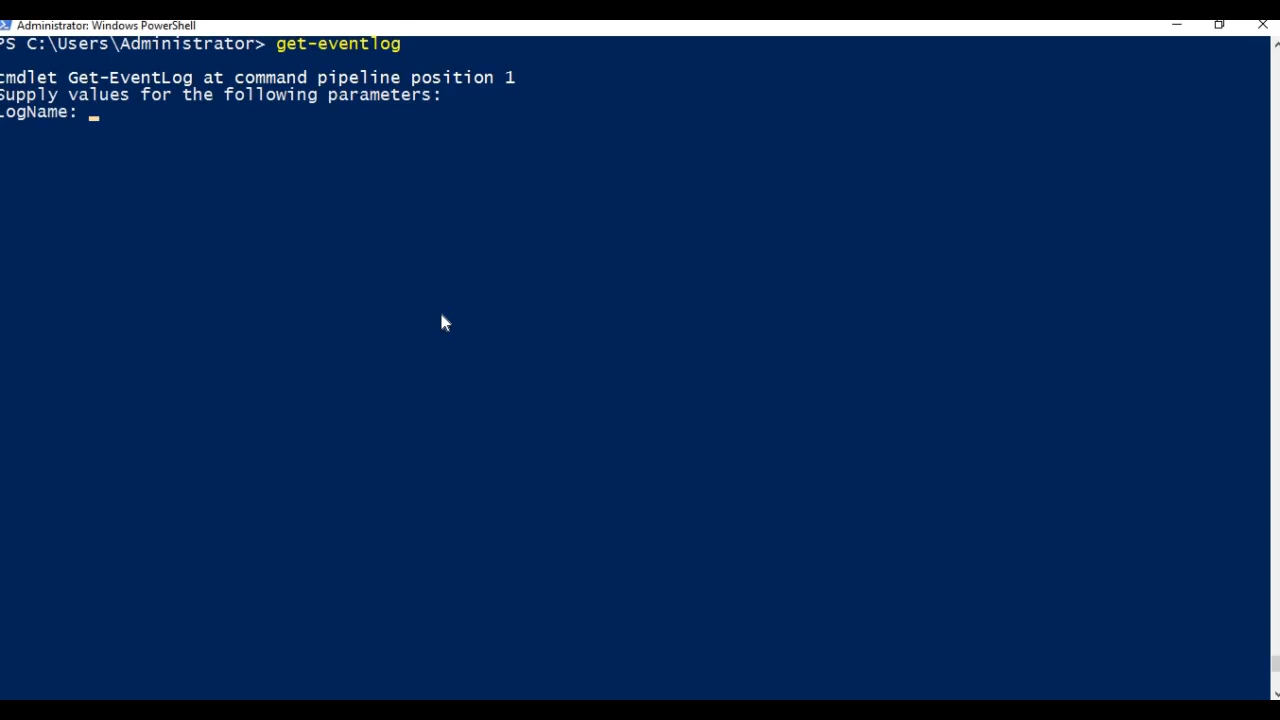 Administrator: Windows PowerShell
PS C:\Users\Administrator> get-eventlog
cmdlet Get-EventLog at command pipeline position 1
Supply values for the following parameters:
LogName: